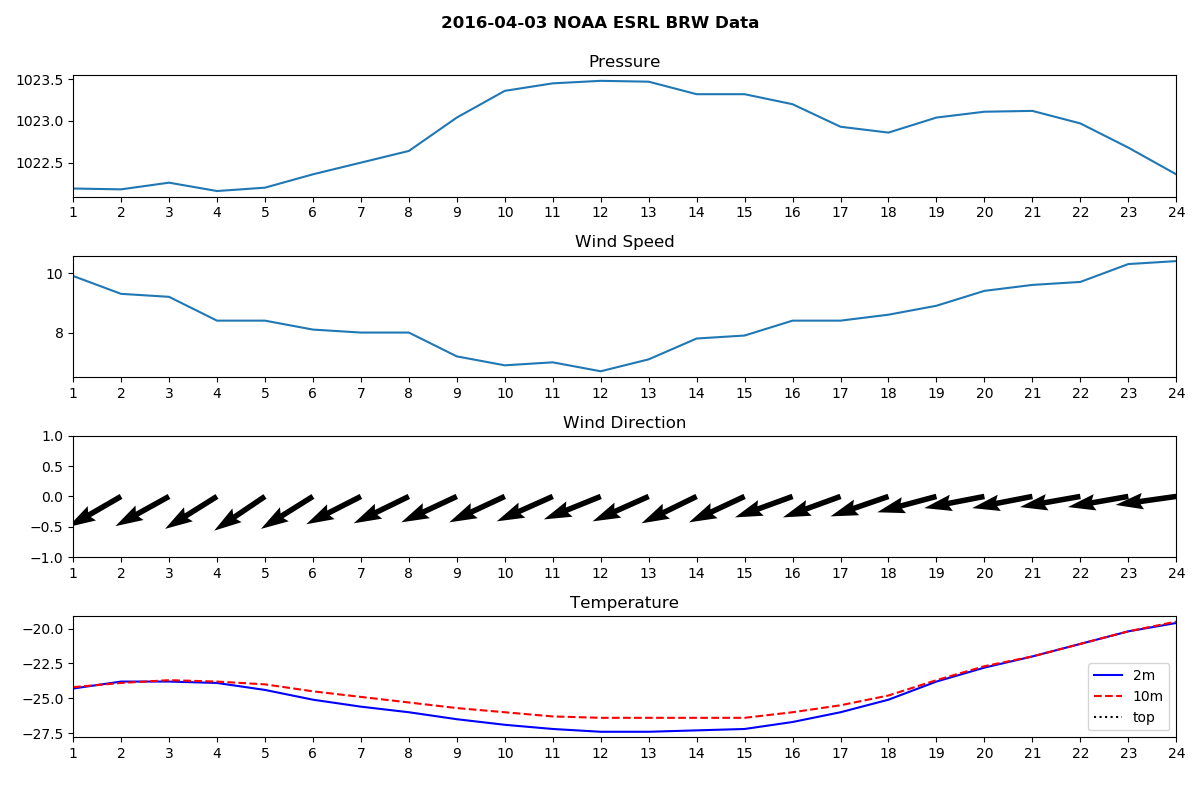 2016-04-03 NOAA ESRL BRW Data
Pressure
1023.5
1023.0
1022.5
1 2 3 4 5 6 7 8 9 10 11 12 13 14 15 16 17 18 19 20 21 22 23 24
Wind Speed
10
8
1 2 3 4 5 6 7 8 9 10 11 12 13 14 15 16 17 18 19 20 21 22 23 24
Wind Direction
1.0
0.5
0.0
−0.5
−1.0
1 2 3 4 5 6 7 8 9 10 11 12 13 14 15 16 17 18 19 20 21 22 23 24
Temperature
−20.0
−22.5
−25.0
−27.5
2m
10m
top
1 2 3 4 5 6 7 8 9 10 11 12 13 14 15 16 17 18 19 20 21 22 23 24